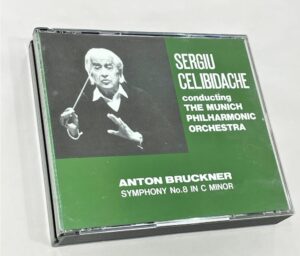 SERGIU
CELIBIDACHE
conducting
THE MUNICH
PHILHARMONIC
ORCHESTRA
ANTON BRUCKNER
SYMPHONY No.8 IN C MINOR